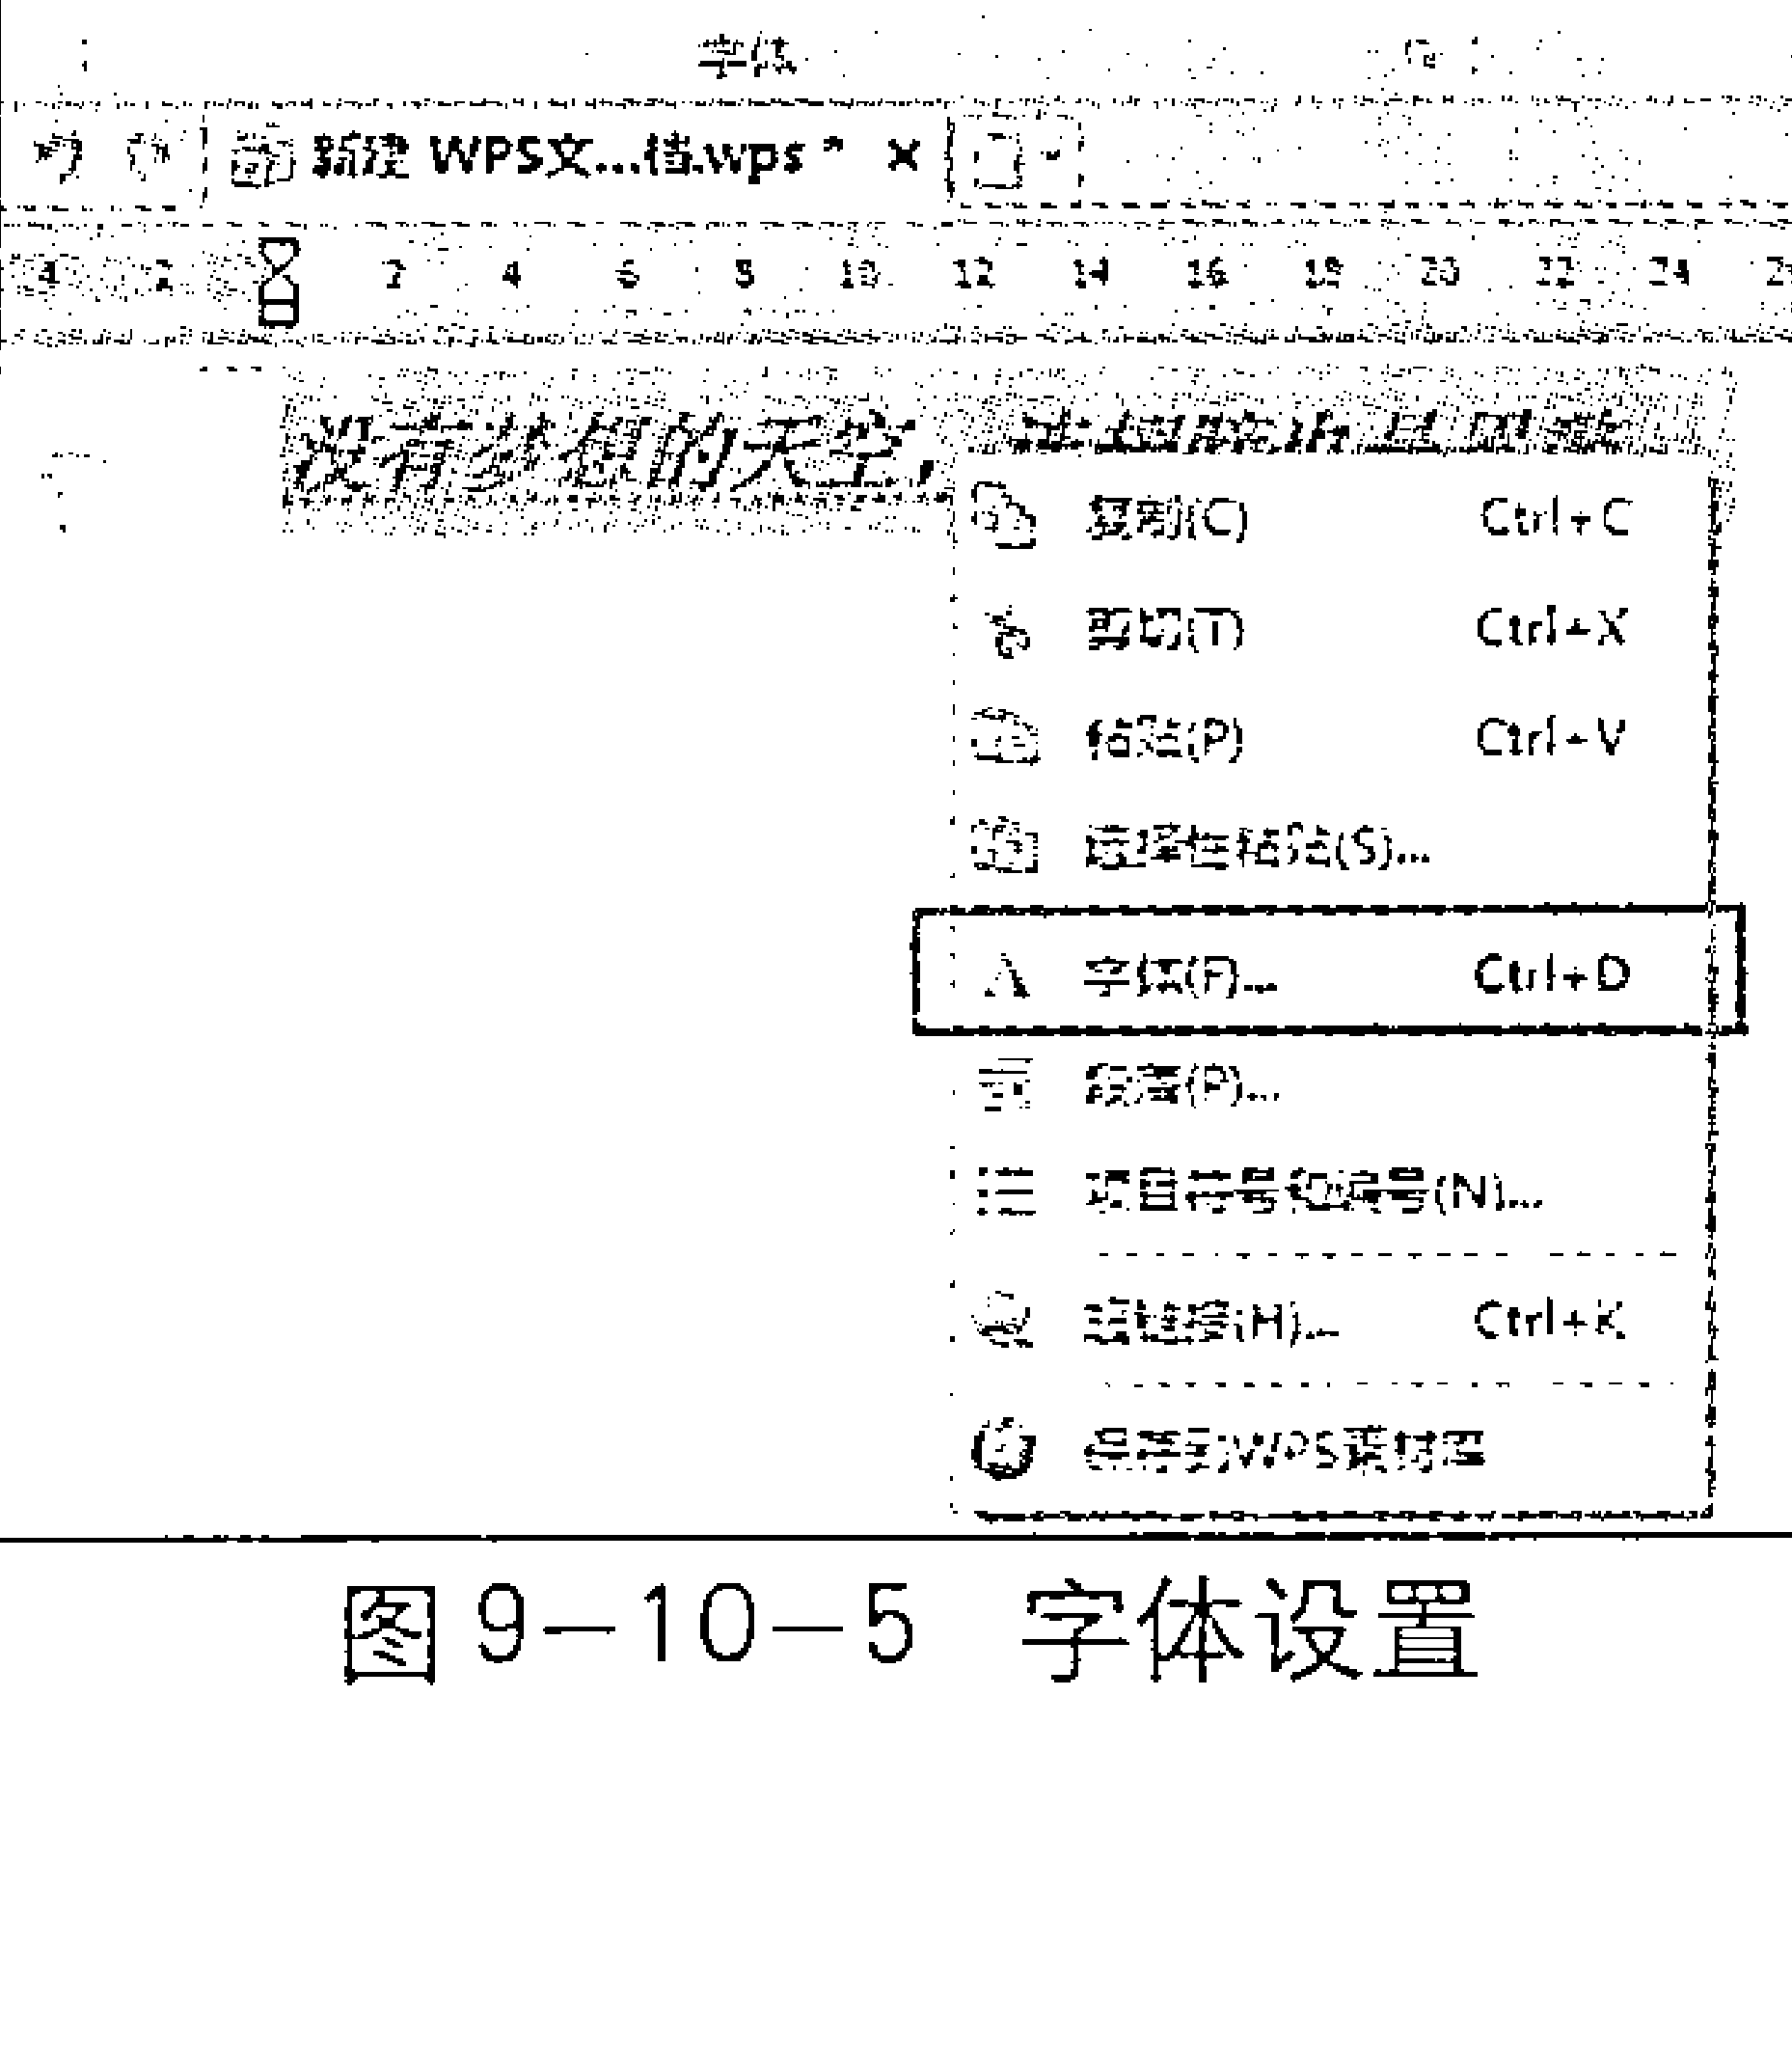 字体
新建 WPS文...档.wps * ×
4 2 2 4 6 8 10 12 14 16 18 20 22 24
没有梦想的天空,
复制(C) Ctrl+C
剪切(T) Ctrl+X
粘贴(P) Ctrl+V
选择性粘贴(S)...
字体(F)... Ctrl+D
段落(P)...
项目符号和编号(N)...
超链接(H)... Ctrl+K
保存到WPS素材库
图 9-10-5 字体设置